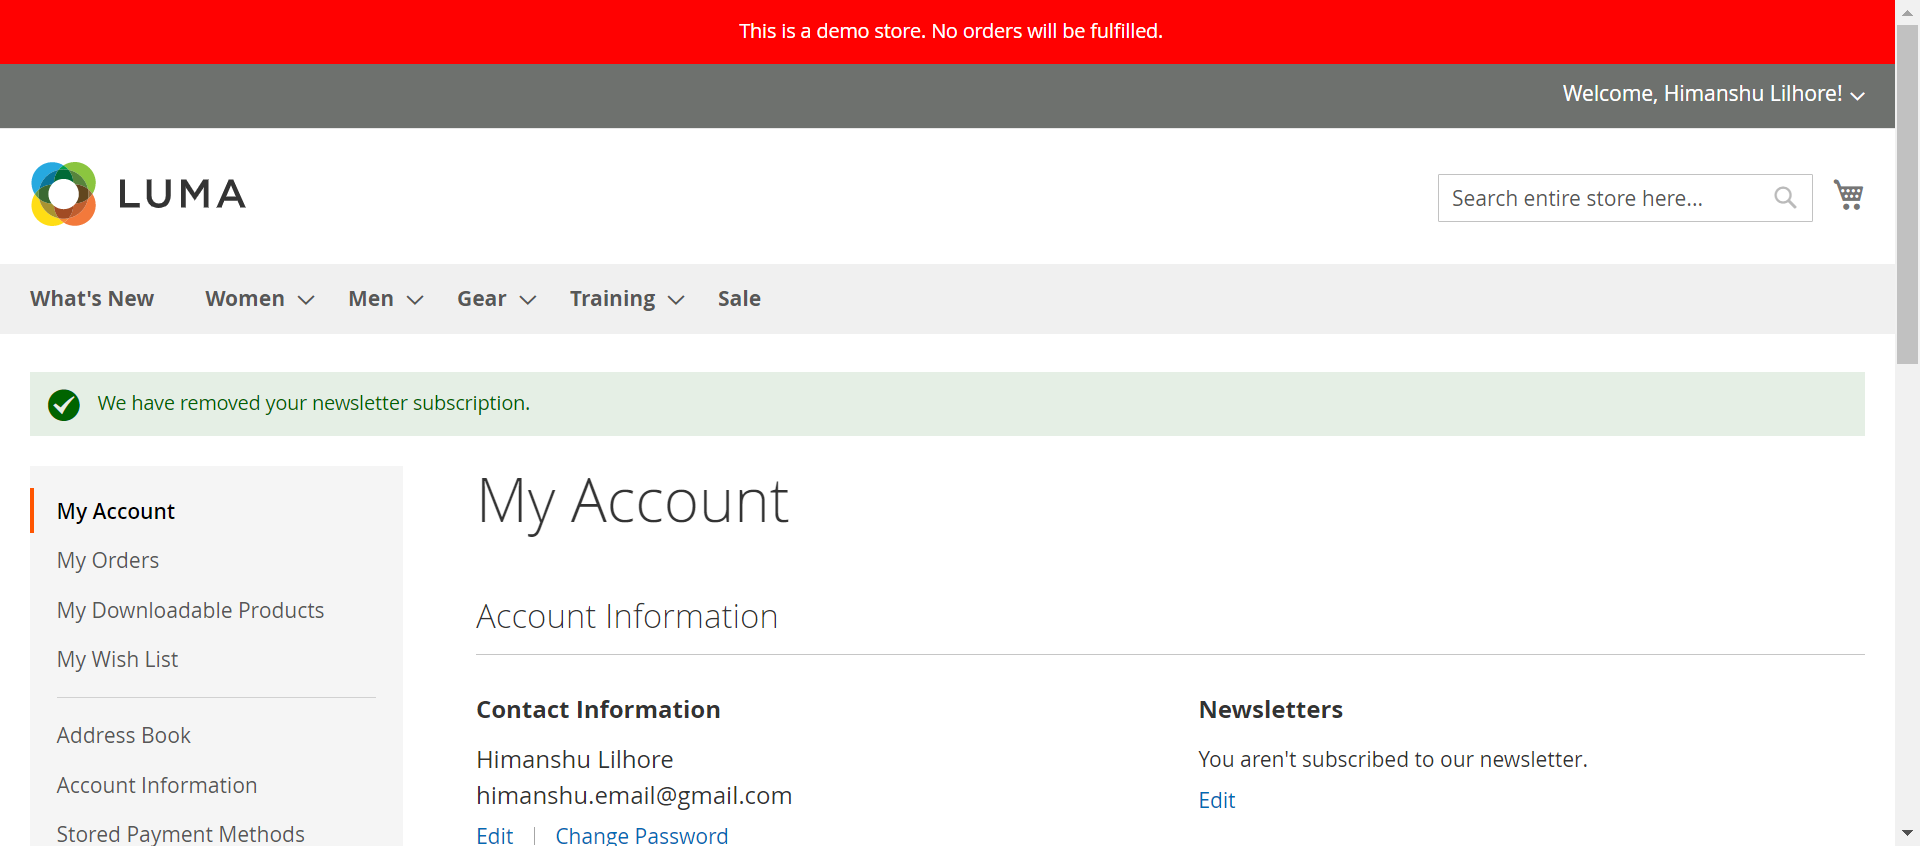 This is a demo store. No orders will be fulfilled.
Welcome, Himanshu Lilhore!
LUMA
Search entire store here...
What's New Women Men Gear Training Sale
We have removed your newsletter subscription.
My Account
My Orders
My Downloadable Products
My Wish List
Address Book
Account Information
Stored Payment Methods
My Account
Account Information
Contact Information
Himanshu Lilhore
himanshu.email@gmail.com
Edit | Change Password
Newsletters
You aren't subscribed to our newsletter.
Edit